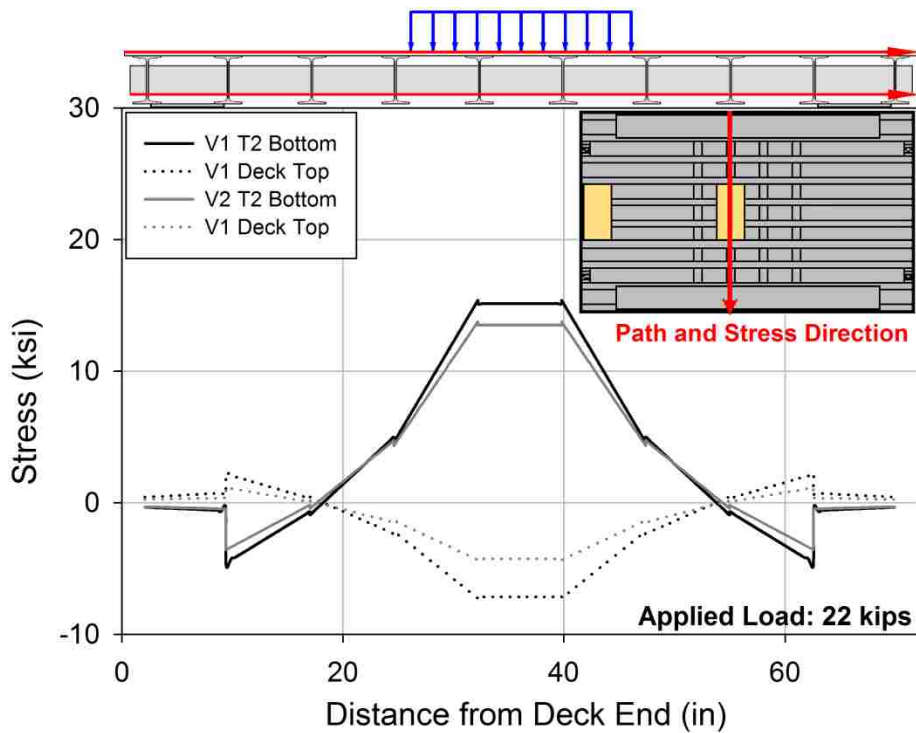 30
V1 T2 Bottom
V1 Deck Top
V2 T2 Bottom
V1 Deck Top
20
Path and Stress Direction
10
Stress (ksi)
0
Applied Load: 22 kips
-10
0 20 40 60
Distance from Deck End (in)